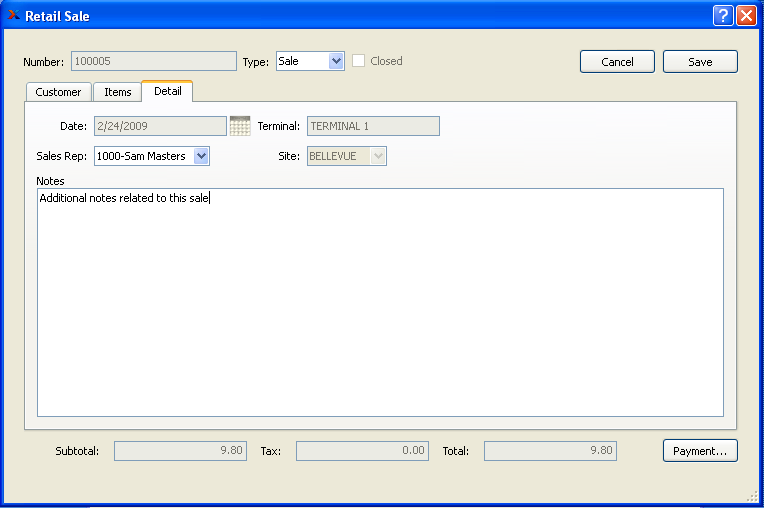 Retail Sale
Number: 100005 Type: Sale Closed Cancel Save
Customer Items Detail
Date: 2/24/2009 Terminal: TERMINAL 1
Sales Rep: 1000-Sam Masters Site: BELLEVUE
Notes
Additional notes related to this sale
Subtotal: 9.80 Tax: 0.00 Total: 9.80 Payment...